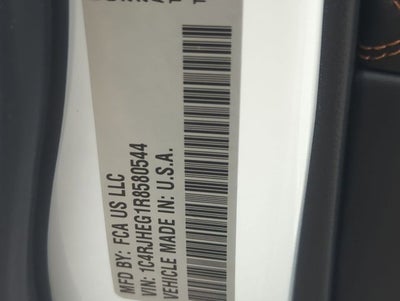 MFD BY: FCA US LLC
VIN: 1C4RJHEG1R8580544
VEHICLE MADE IN: U.S.A.